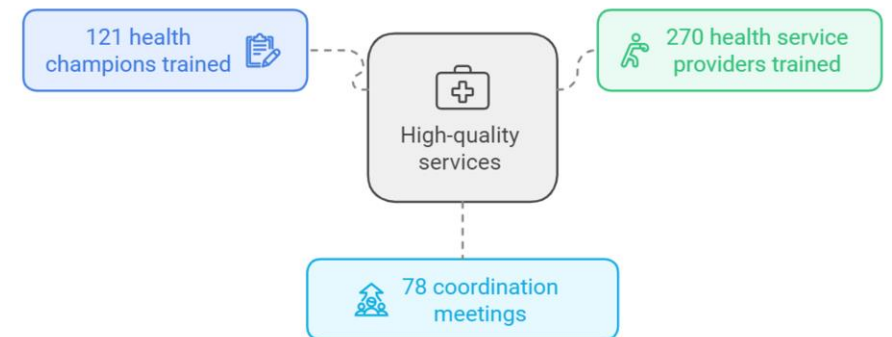 121 health
champions trained
270 health service
providers trained
High-quality
services
78 coordination
meetings